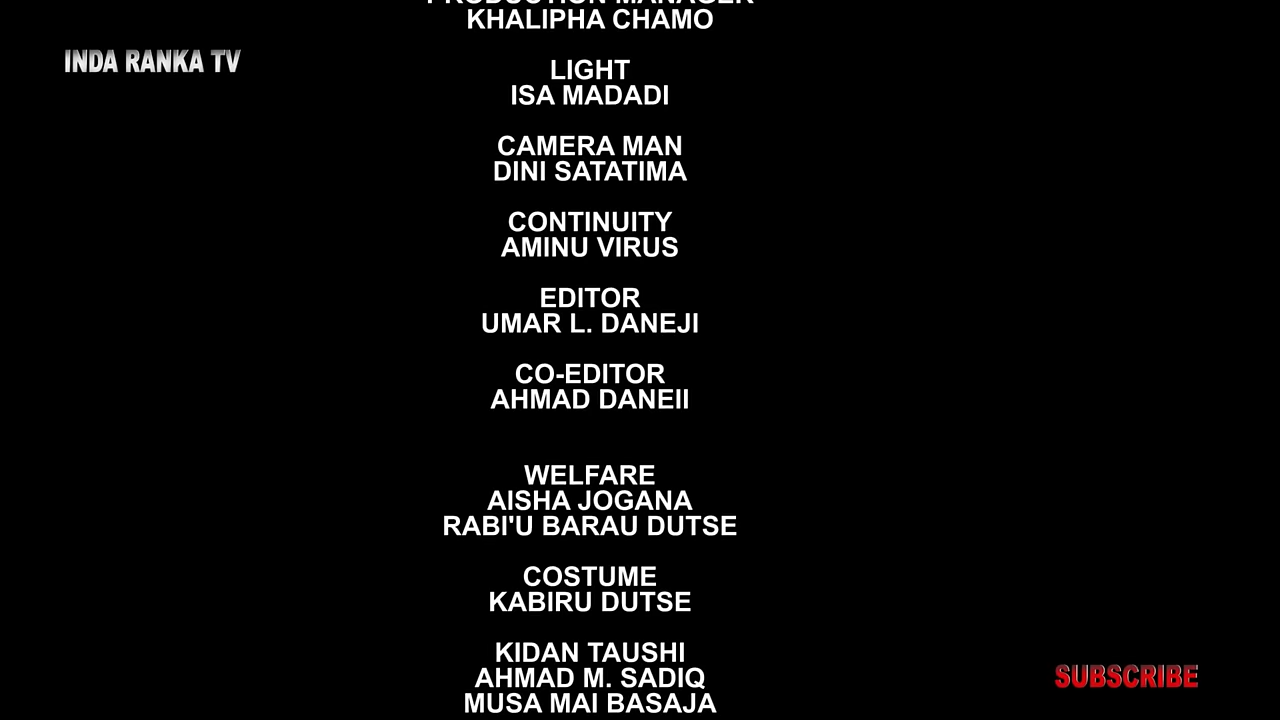 PRODUCTION MANAGER
KHALIPHA CHAMO
INDA RANKA TV
LIGHT
ISA MADADI
CAMERA MAN
DINI SATATIMA
CONTINUITY
AMINU VIRUS
EDITOR
UMAR L. DANEJI
CO-EDITOR
AHMAD DANEII
WELFARE
AISHA JOGANA
RABI'U BARAU DUTSE
COSTUME
KABIRU DUTSE
KIDAN TAUSHI
AHMAD M. SADIQ
MUSA MAI BASAJA
SUBSCRIBE